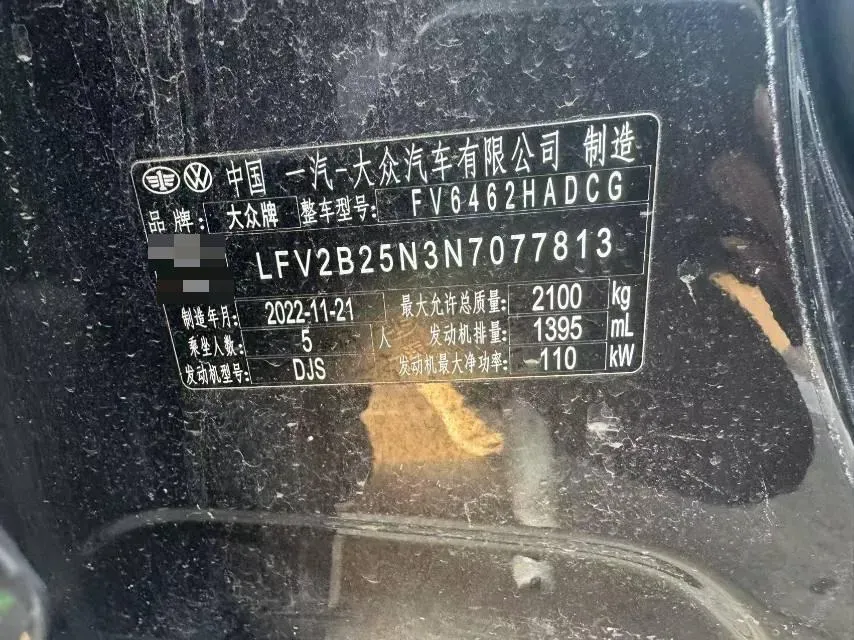 中国 一汽-大众汽车有限公司 制造
品牌: 大众牌 整车型号: FV6462HADCG
LFV2B25N3N7077813
制造年月: 2022-11-21 最大允许总质量: 2100 kg
乘坐人数: 5 人 发动机排量: 1395 mL
发动机型号: DJS 发动机最大净功率: 110 kW